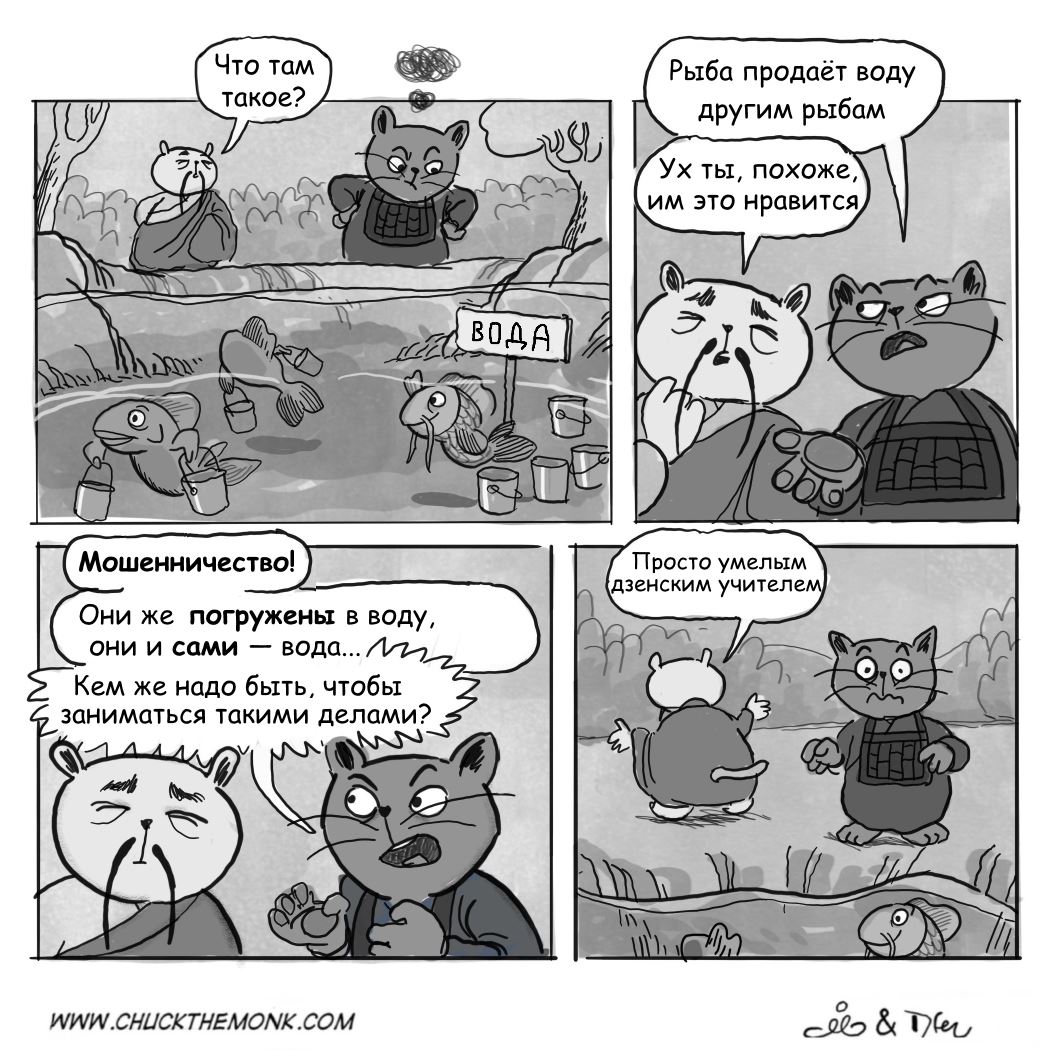 Что там
такое?
ВОДА
Рыба продаёт воду
другим рыбам
Ух ты, похоже,
им это нравится
Мошенничество!
Они же погружены в воду,
они и сами — вода...
Кем же надо быть, чтобы
заниматься такими делами?
Просто умелым
дзенским учителем
WWW.CHUCKTHEMONK.COM